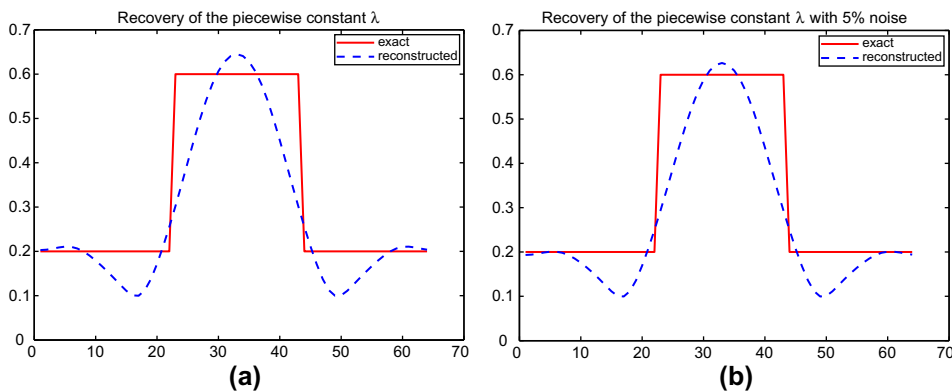 Recovery of the piecewise constant λ
0.7
0.6
0.5
0.4
0.3
0.2
0.1
0
0 10 20 30 40 50 60 70
exact
reconstructed
(a)
Recovery of the piecewise constant λ with 5% noise
0.7
0.6
0.5
0.4
0.3
0.2
0.1
0
0 10 20 30 40 50 60 70
exact
reconstructed
(b)